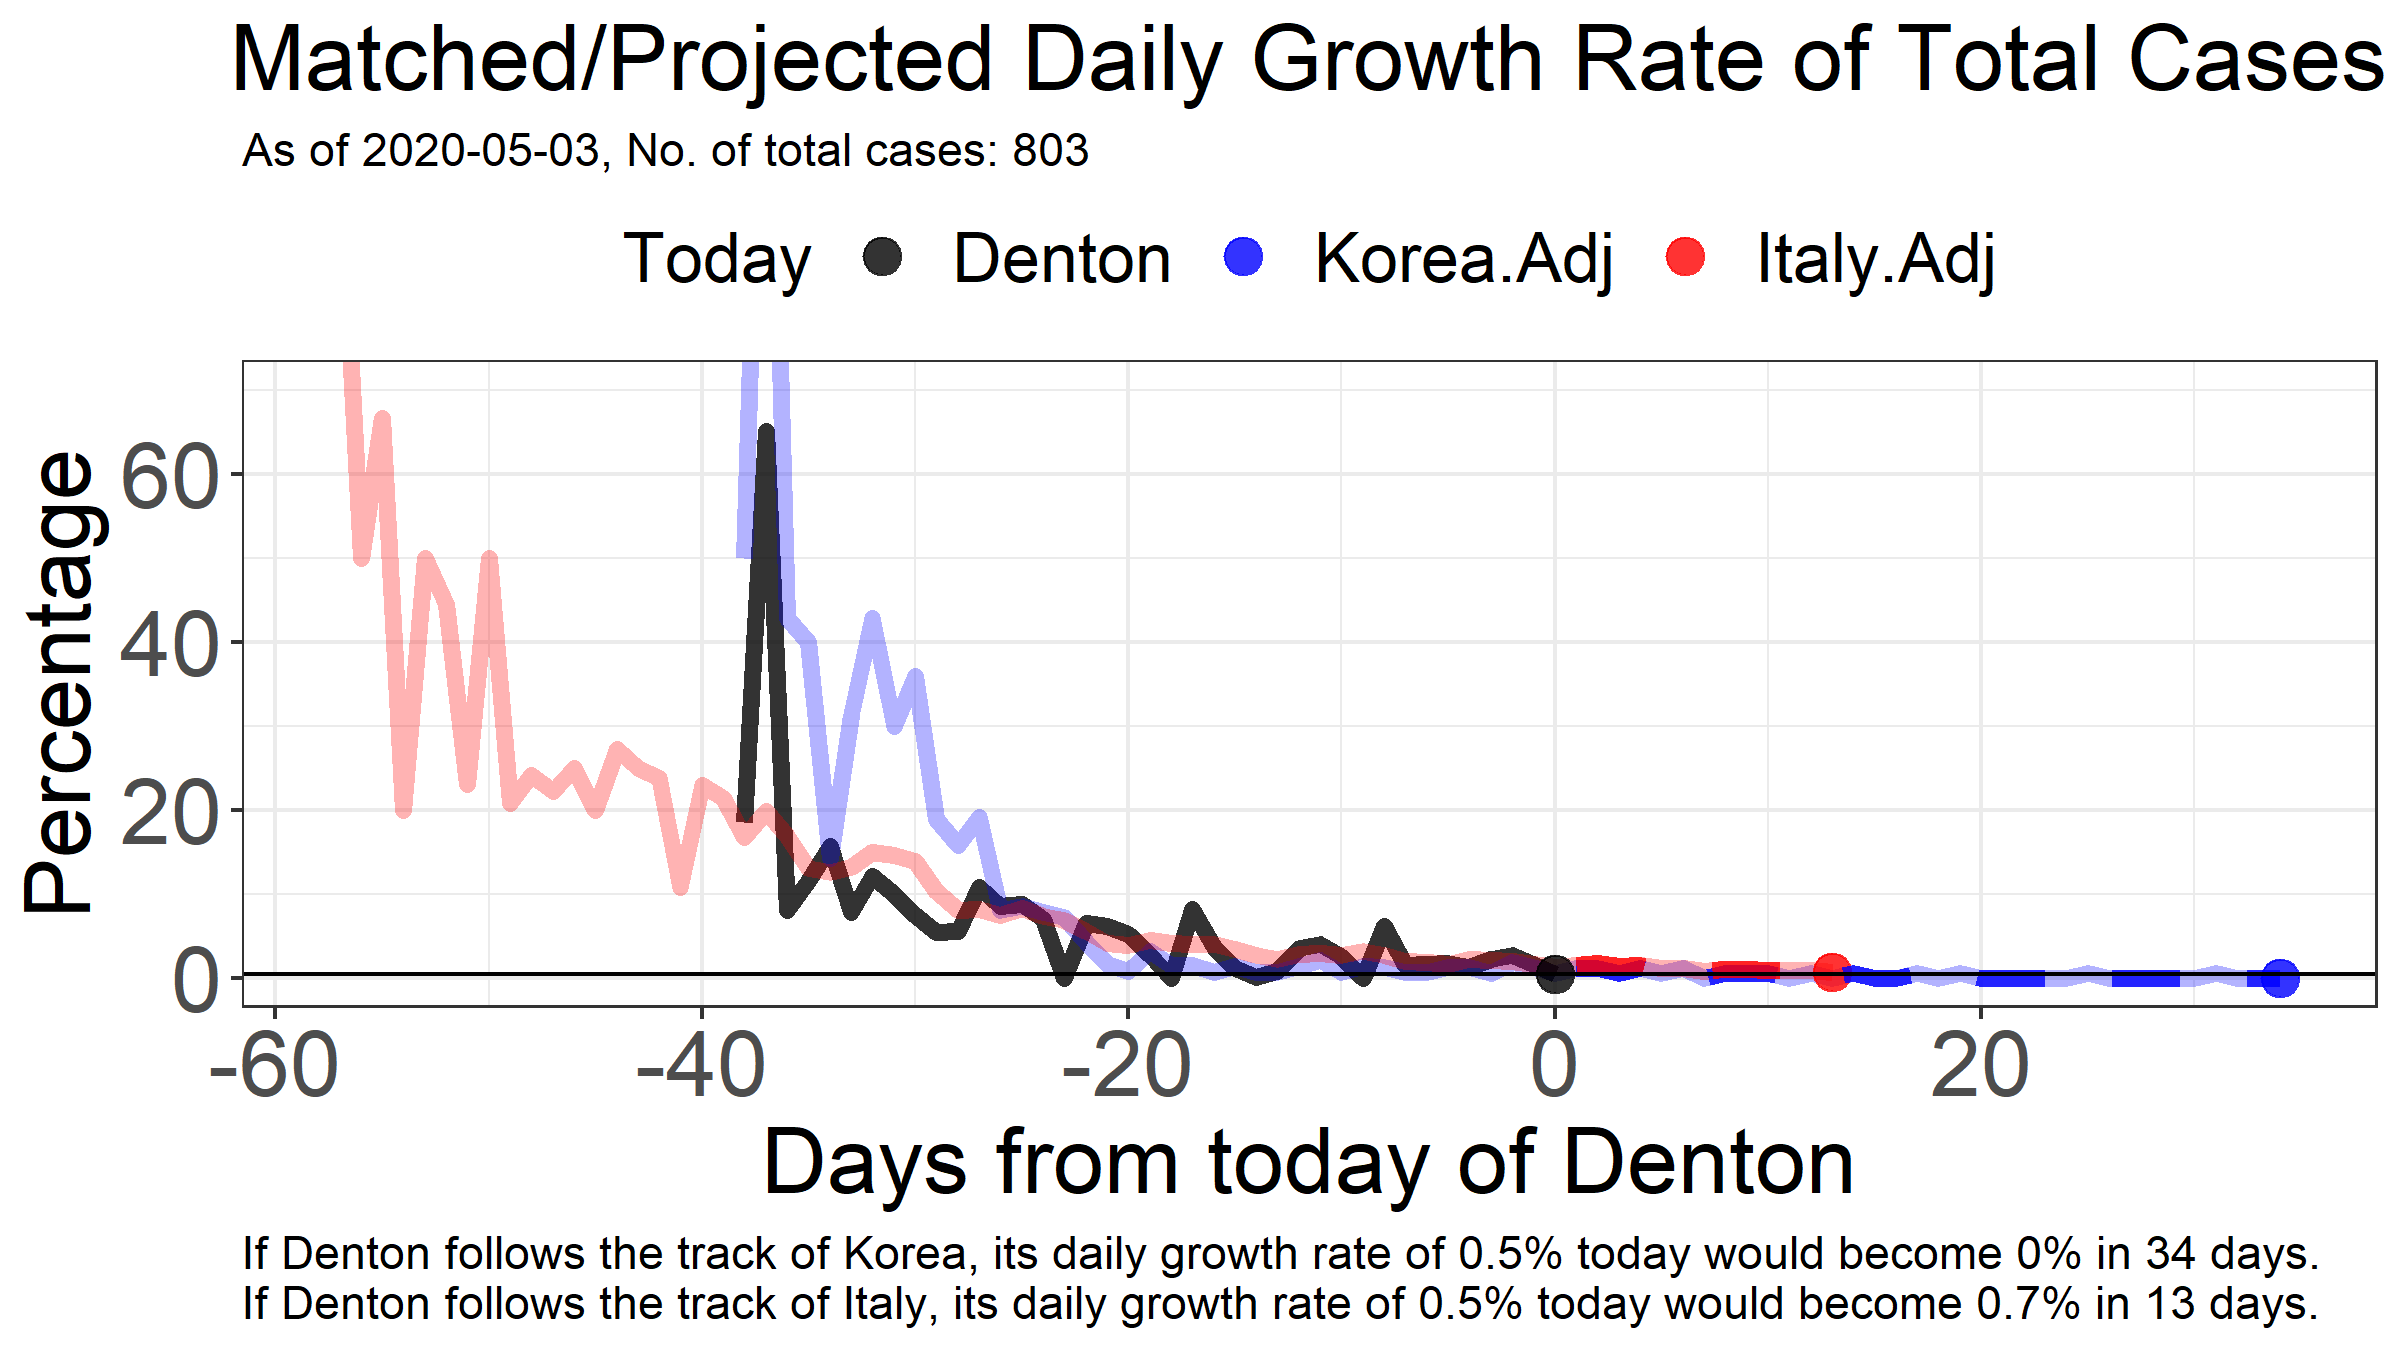 Matched/Projected Daily Growth Rate of Total Cases
As of 2020-05-03, No. of total cases: 803
Today Denton Korea.Adj Italy.Adj
Percentage
60
40
20
0
-60 -40 -20 0 20
Days from today of Denton
If Denton follows the track of Korea, its daily growth rate of 0.5% today would become 0% in 34 days.
If Denton follows the track of Italy, its daily growth rate of 0.5% today would become 0.7% in 13 days.